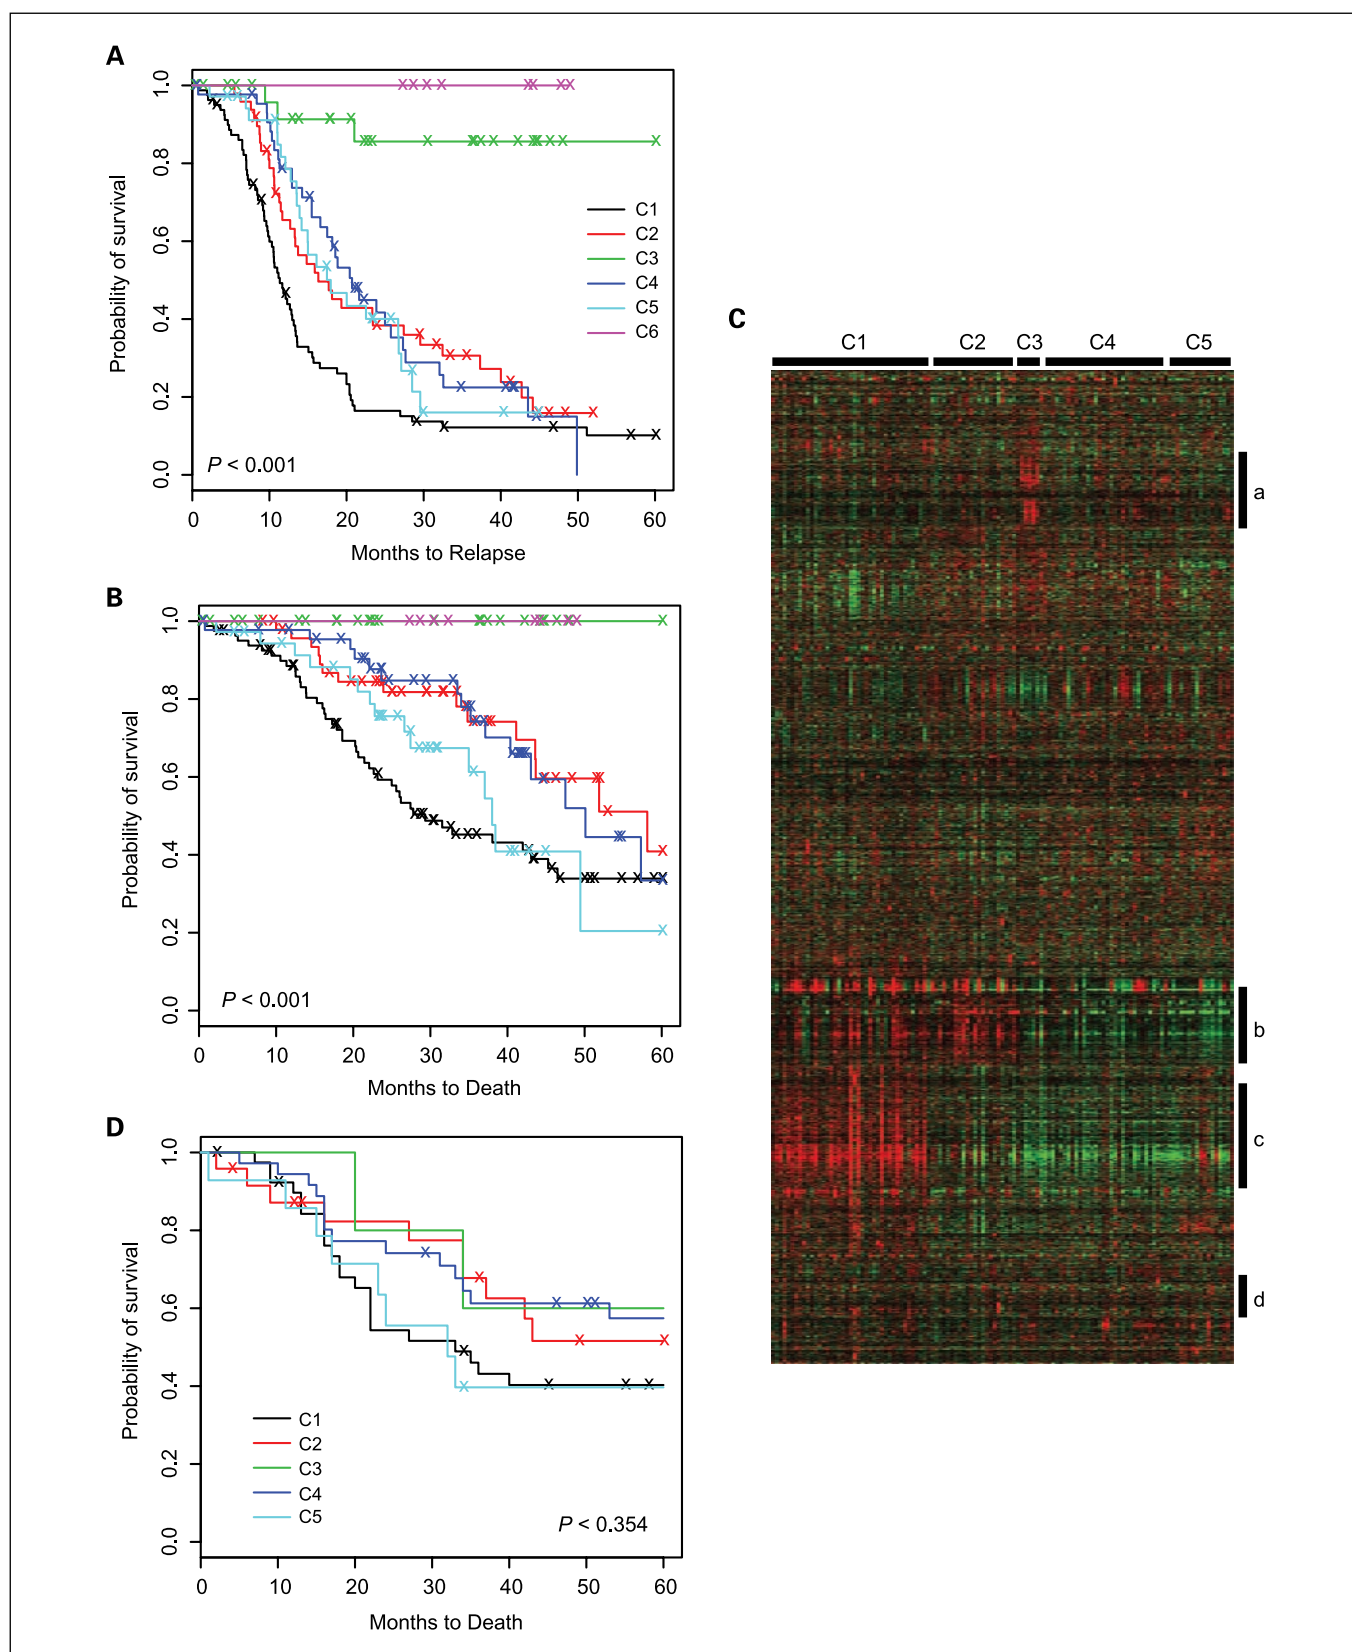 A
Probability of survival
1.0
0.8
0.6
0.4
0.2
0.0
C1
C2
C3
C4
C5
C6
P < 0.001
0 10 20 30 40 50 60
Months to Relapse
B
Probability of survival
1.0
0.8
0.6
0.4
0.2
0.0
P < 0.001
0 10 20 30 40 50 60
Months to Death
C
C1 C2 C3 C4 C5
a
b
c
d
D
Probability of survival
1.0
0.8
0.6
0.4
0.2
0.0
C1
C2
C3
C4
C5
P < 0.354
0 10 20 30 40 50 60
Months to Death